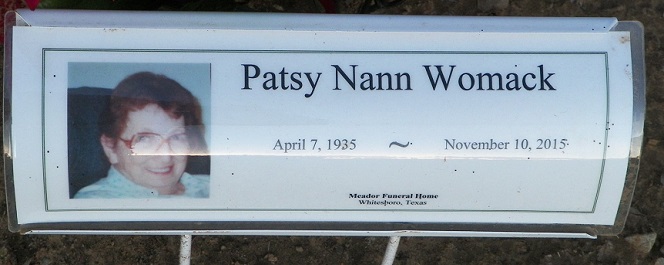 Patsy Nann Womack
April 7, 1935 ~ November 10, 2015
Meador Funeral Home
Whitesboro, Texas